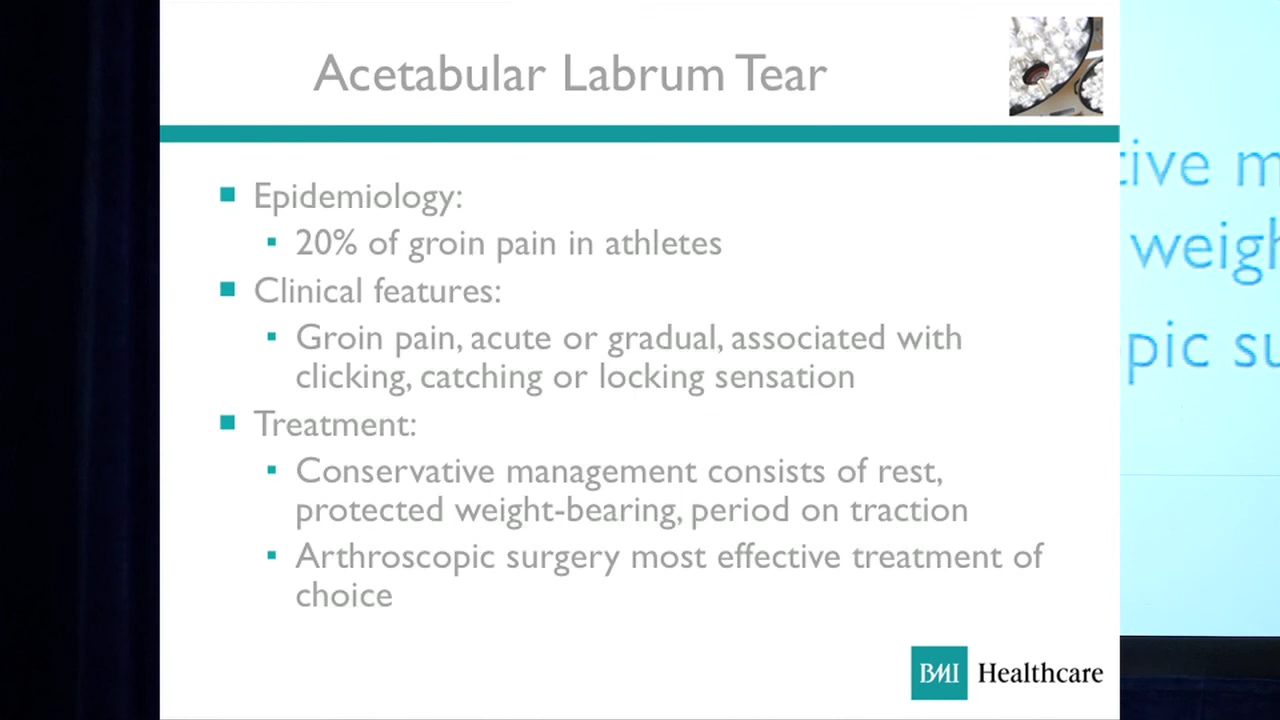 Acetabular Labrum Tear
Epidemiology:
20% of groin pain in athletes
Clinical features:
Groin pain, acute or gradual, associated with
clicking, catching or locking sensation
Treatment:
Conservative management consists of rest,
protected weight-bearing, period on traction
Arthroscopic surgery most effective treatment of
choice
BMI Healthcare